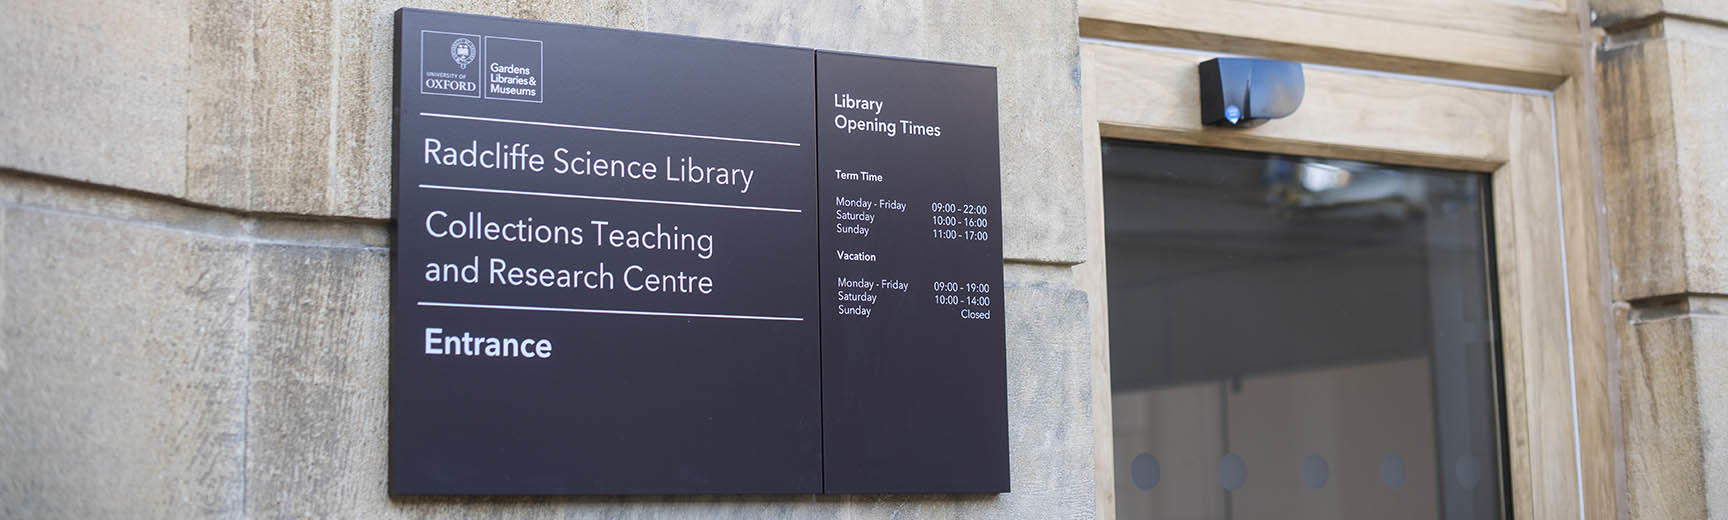 UNIVERSITY OF
OXFORD
Gardens
Libraries &
Museums
Radcliffe Science Library
Collections Teaching
and Research Centre
Entrance
Library
Opening Times
Term Time
Monday - Friday 09:00 - 22:00
Saturday 10:00 - 16:00
Sunday 11:00 - 17:00
Vacation
Monday - Friday 09:00 - 19:00
Saturday 10:00 - 14:00
Sunday Closed